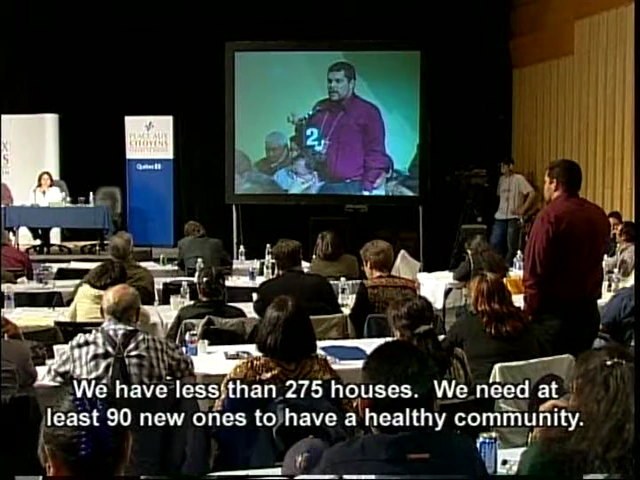 PLACE AUX
CITOYENS
Québec
2
We have less than 275 houses. We need at
least 90 new ones to have a healthy community.